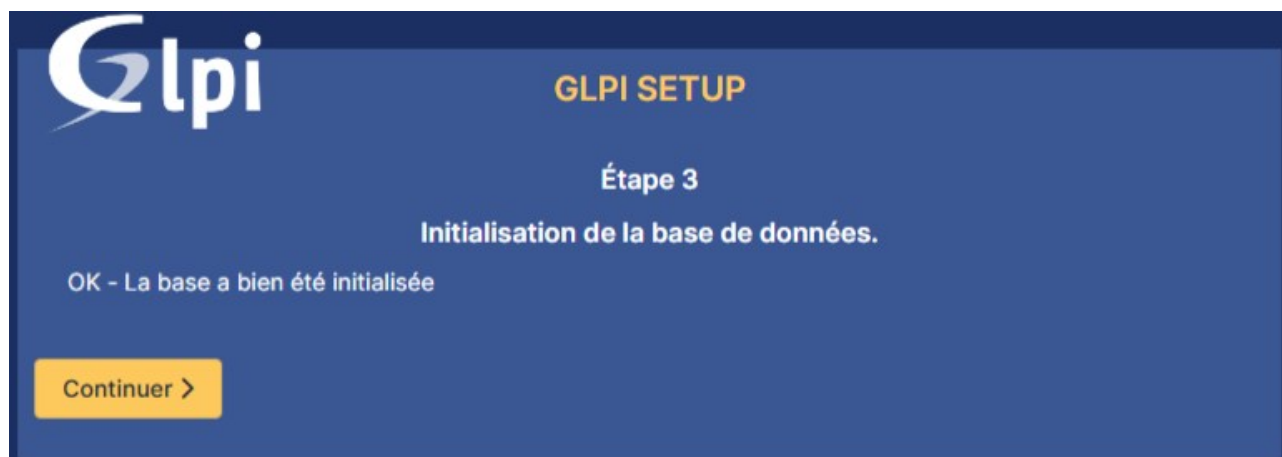 Glpi
GLPI SETUP
Étape 3
Initialisation de la base de données.
OK - La base a bien été initialisée
Continuer >